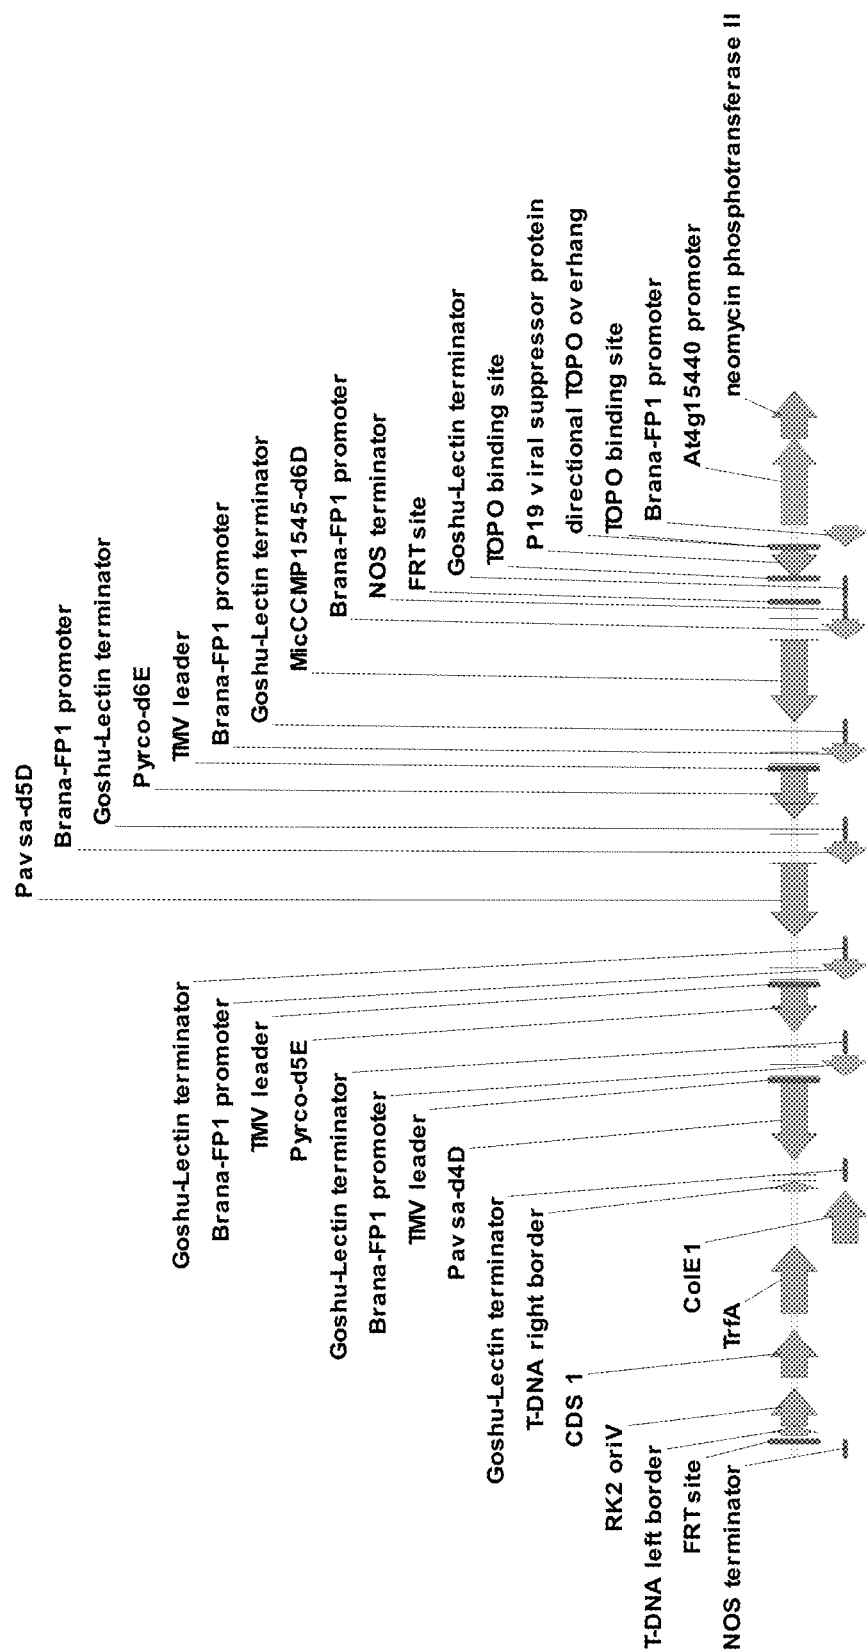 NOS terminator
FRT site
T-DNA left border
RK2 oriV
CDS 1
TrfA
ColE1
T-DNA right border
Goshu-Lectin terminator
Pavsa-d4D
TMV leader
Brana-FP1 promoter
Goshu-Lectin terminator
Pyrco-d5E
TMV leader
Brana-FP1 promoter
Goshu-Lectin terminator
Pavsa-d5D
Brana-FP1 promoter
Goshu-Lectin terminator
Pyrco-d6E
TMV leader
Brana-FP1 promoter
Goshu-Lectin terminator
MicCCMP1545-d6D
Brana-FP1 promoter
NOS terminator
FRT site
Goshu-Lectin terminator
TOPO binding site
P19 viral suppressor protein
directional TOPO overhang
TOPO binding site
Brana-FP1 promoter
At4g15440 promoter
neomycin phosphotransferase II